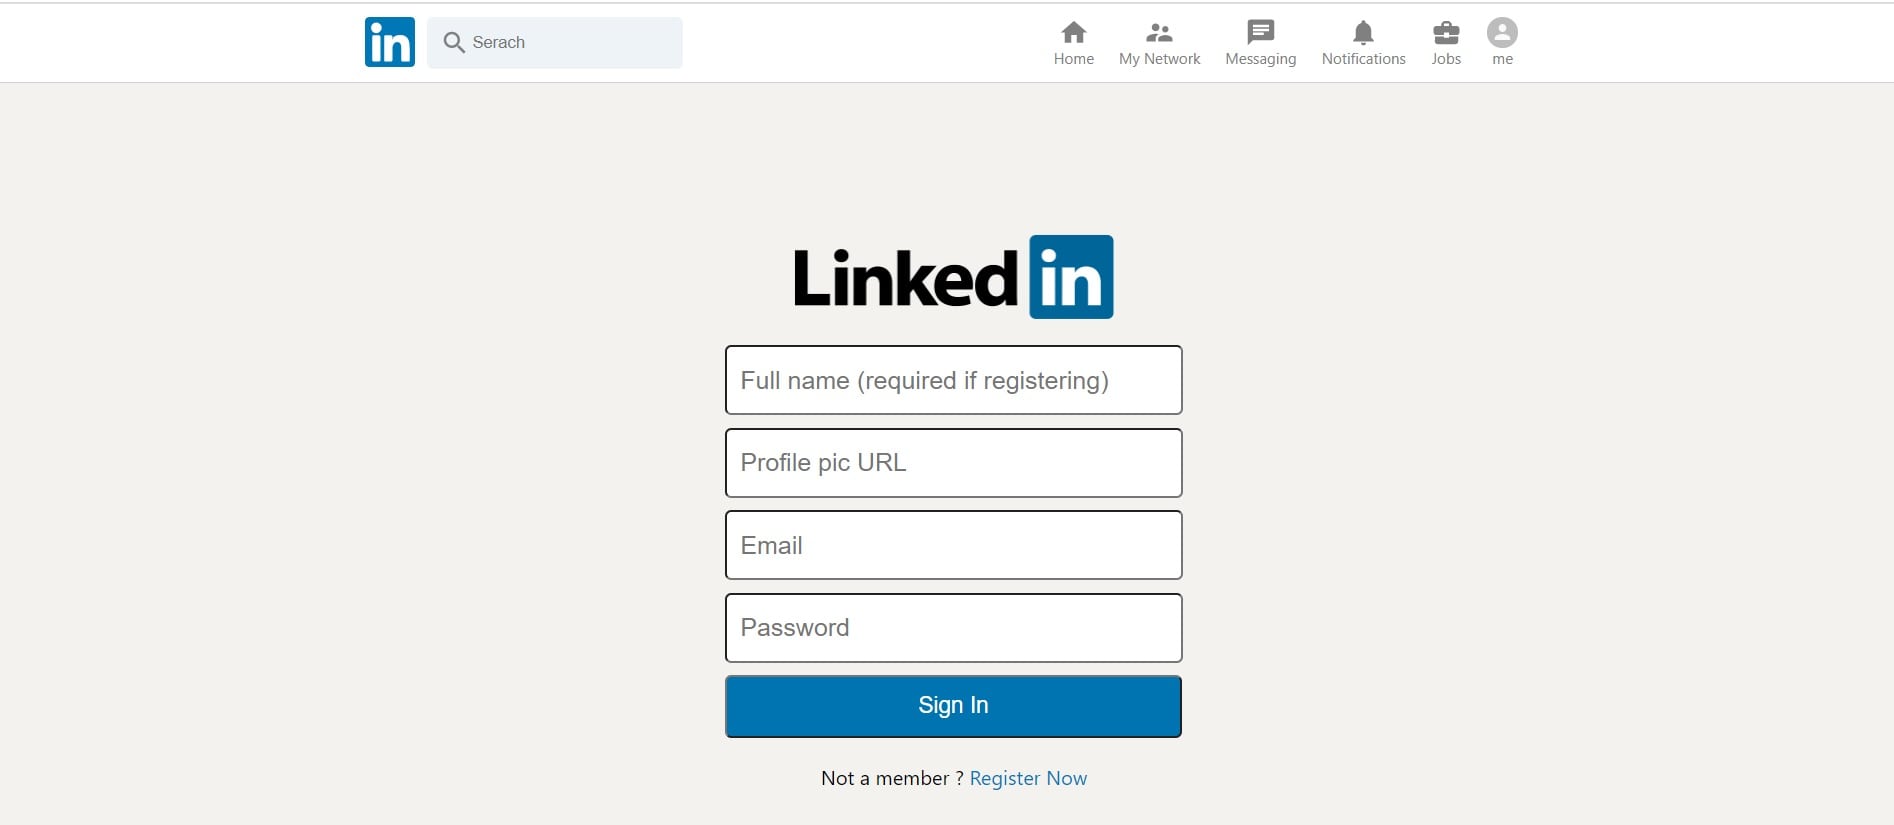 in Serach Home My Network Messaging Notifications Jobs me
Linked in
Full name (required if registering)
Profile pic URL
Email
Password
Sign In
Not a member ? Register Now